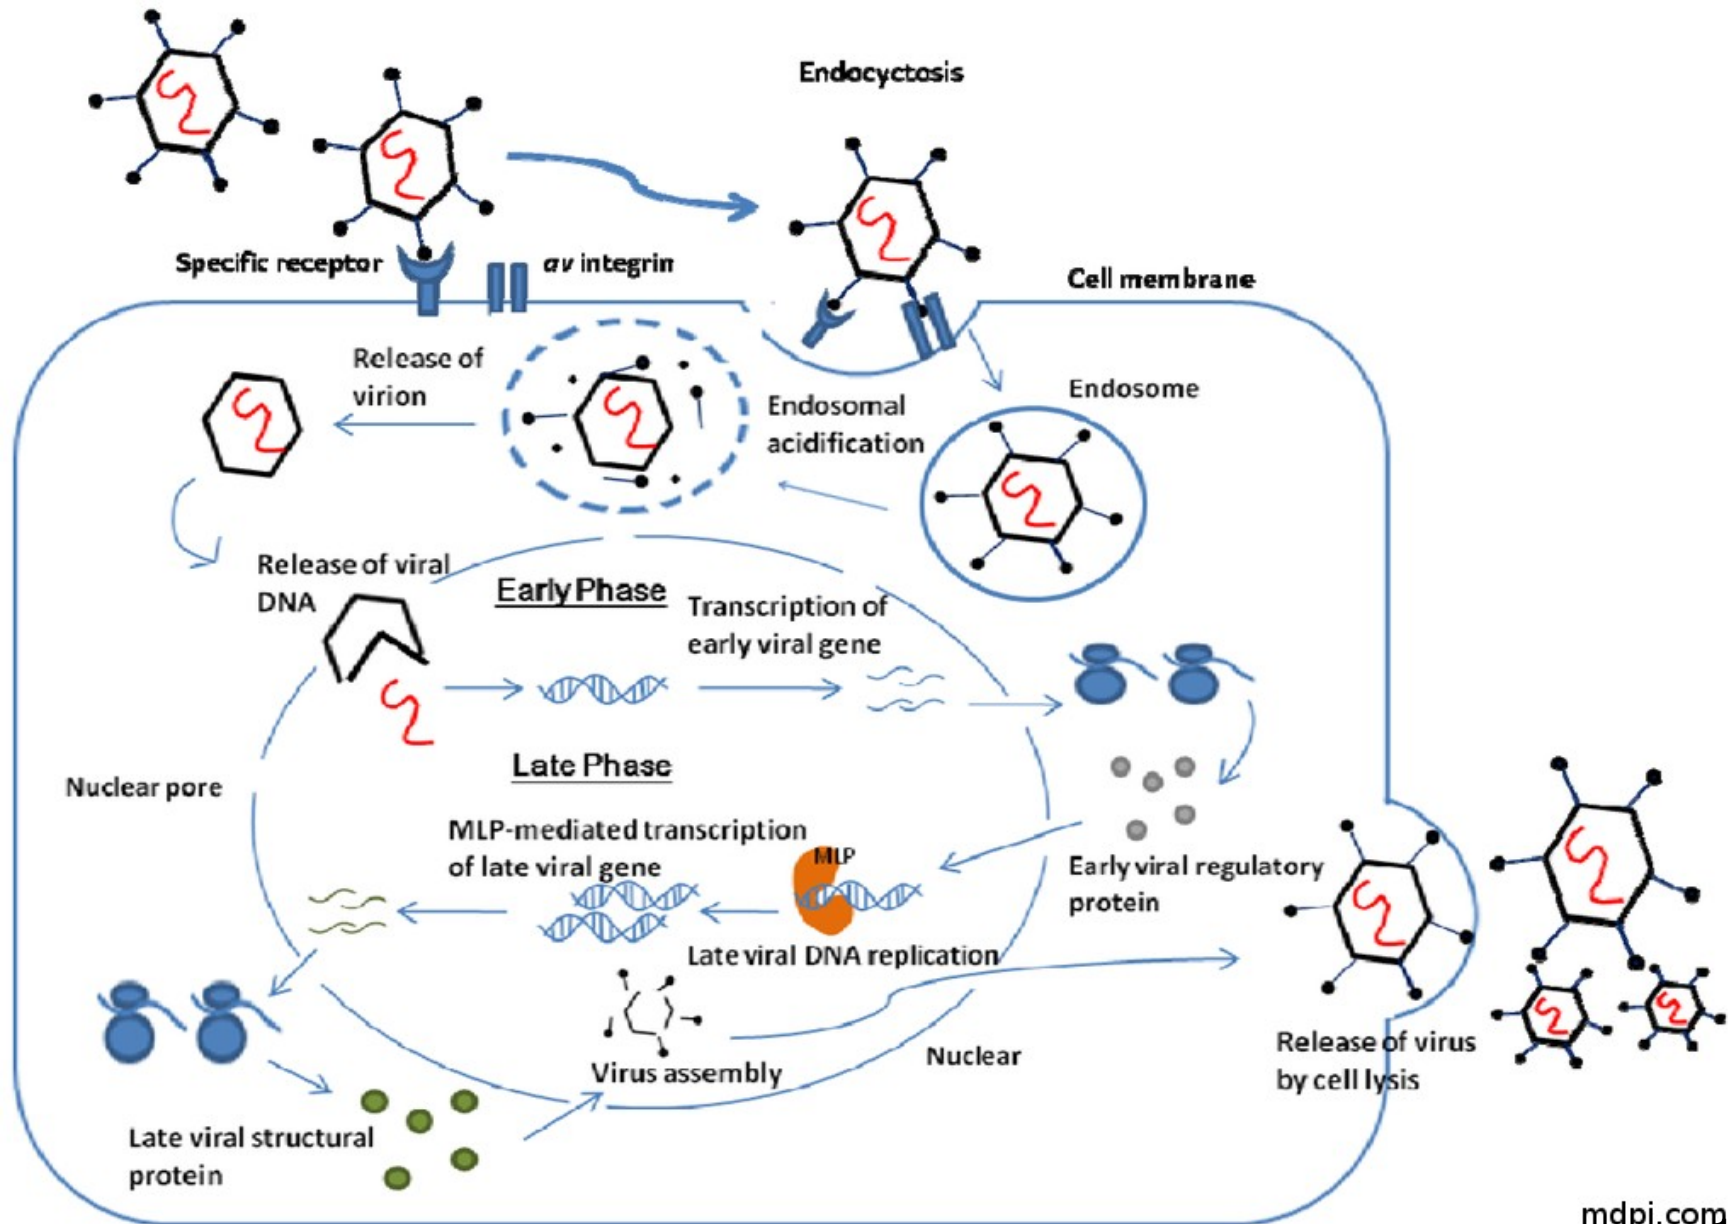 Endocyctosis
Specific receptor
αv integrin
Cell membrane
Release of
virion
Endosomal
acidification
Endosome
Release of viral
DNA
Early Phase
Transcription of
early viral gene
Late Phase
Nuclear pore
MLP-mediated transcription
of late viral gene
MLP
Early viral regulatory
protein
Late viral DNA replication
Virus assembly
Nuclear
Release of virus
by cell lysis
Late viral structural
protein
mdpi.com